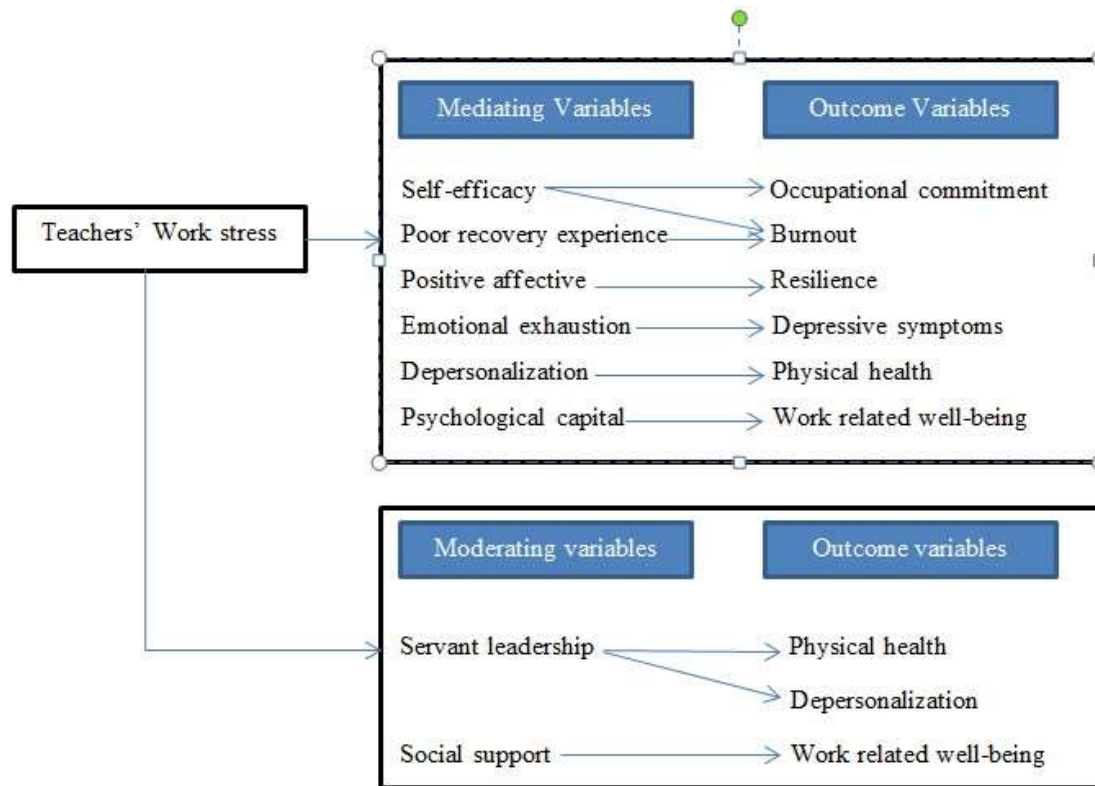 Mediating Variables
Outcome Variables
Self-efficacy
Occupational commitment
Teachers’ Work stress
Poor recovery experience
Burnout
Positive affective
Resilience
Emotional exhaustion
Depressive symptoms
Depersonalization
Physical health
Psychological capital
Work related well-being
Moderating variables
Outcome variables
Servant leadership
Physical health
Depersonalization
Social support
Work related well-being